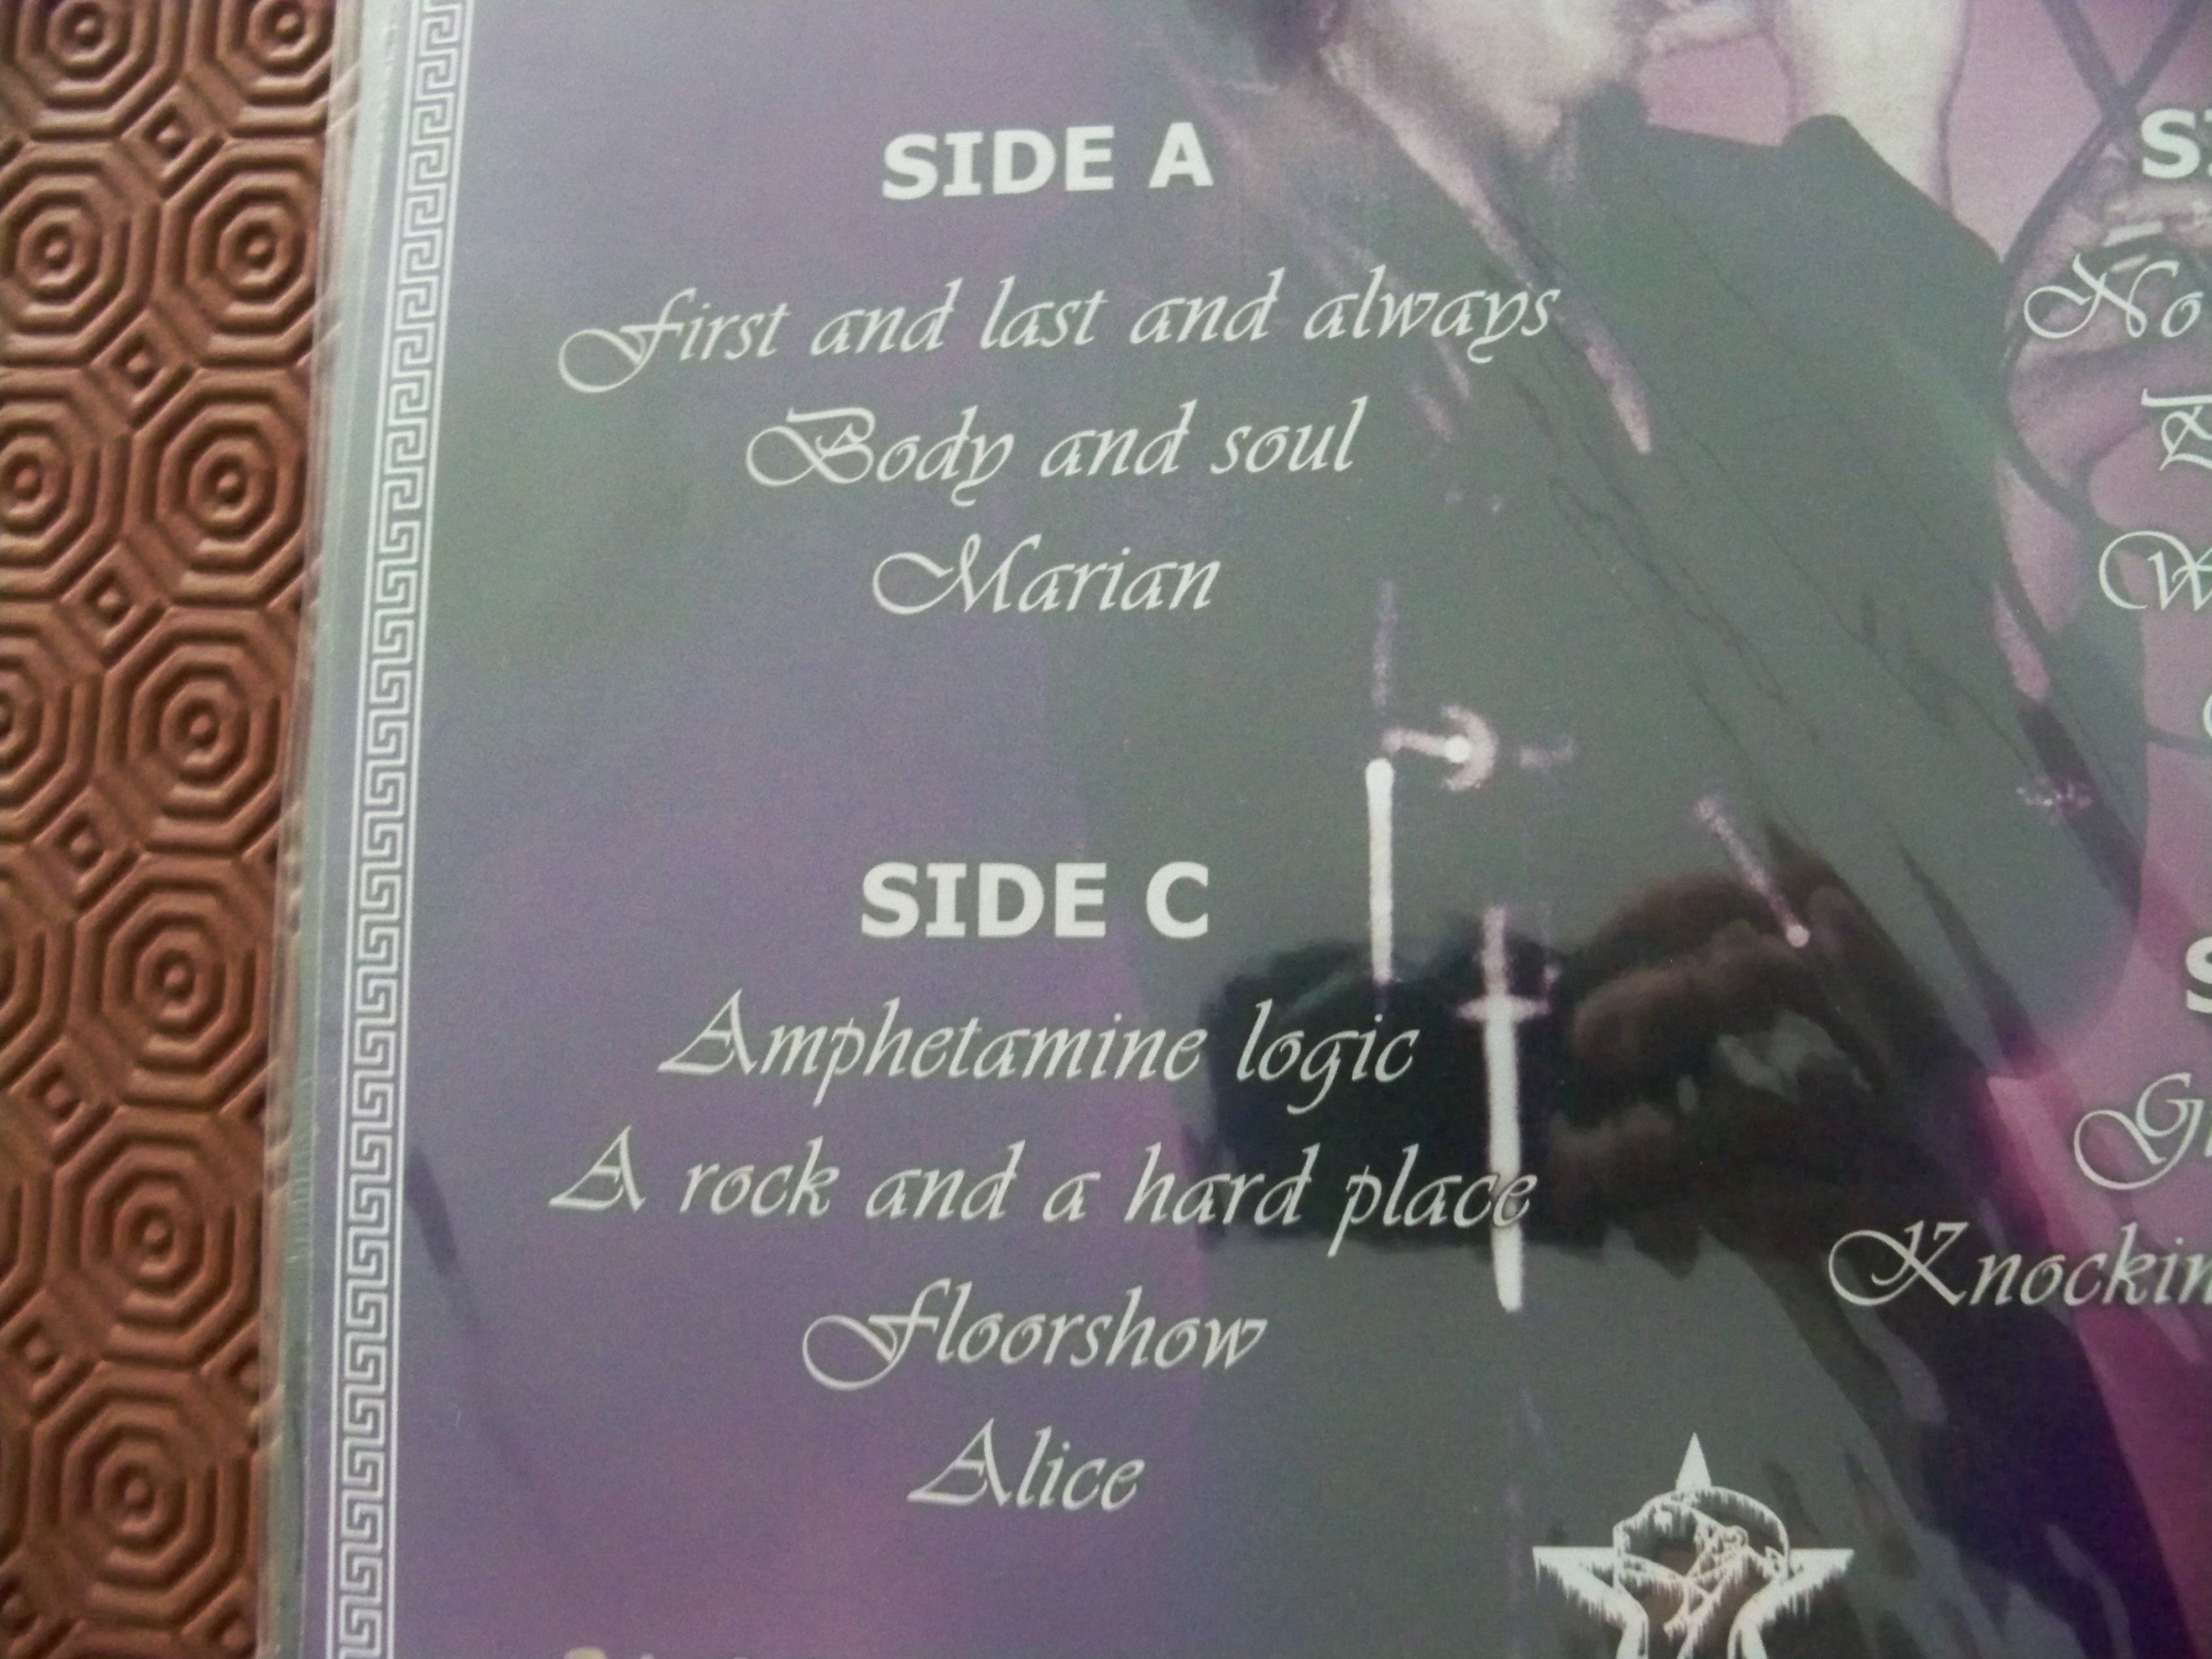 SIDE A
First and last and always
Body and soul
Marian
SIDE C
Amphetamine logic
A rock and a hard place
Floorshow
Alice
No